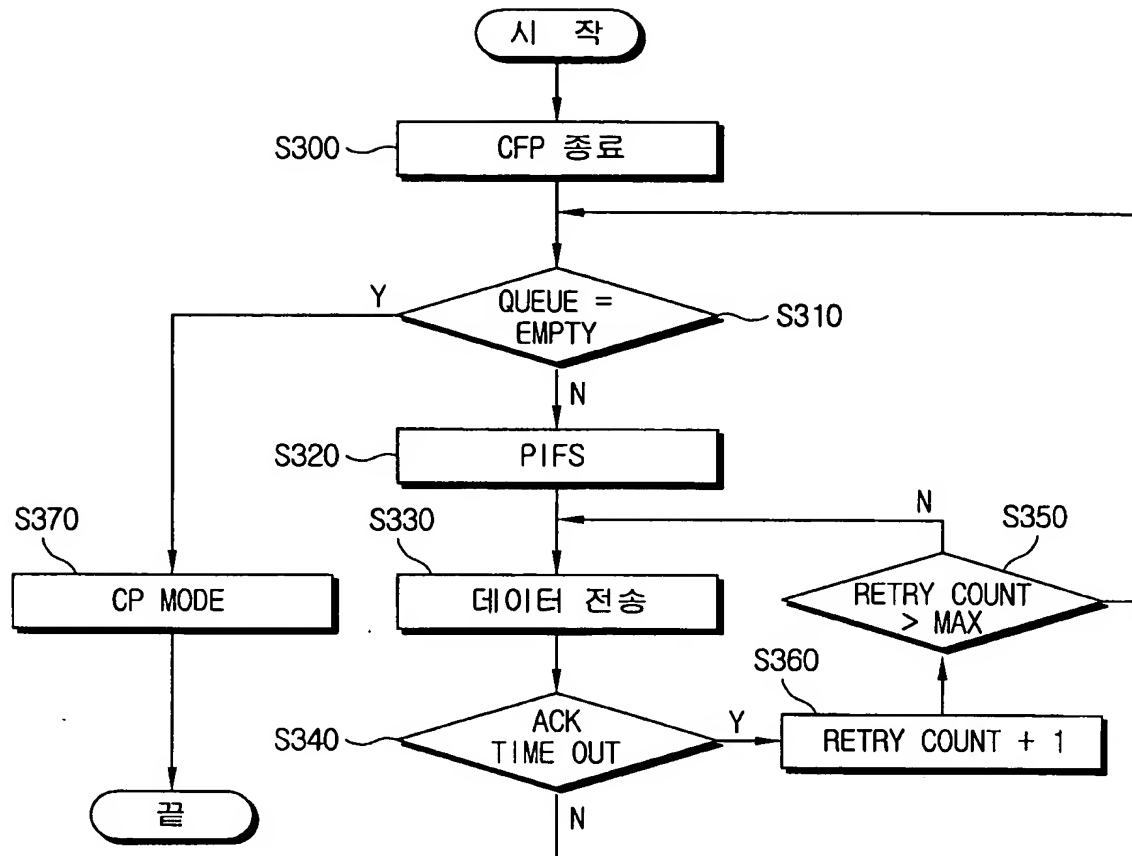 시 작
S300
CFP 종료
Y
QUEUE =
EMPTY
S310
N
S320
PIFS
S370
S330
N
S350
CP MODE
데이터 전송
RETRY COUNT
> MAX
S360
S340
ACK
TIME OUT
Y
RETRY COUNT + 1
끝
N